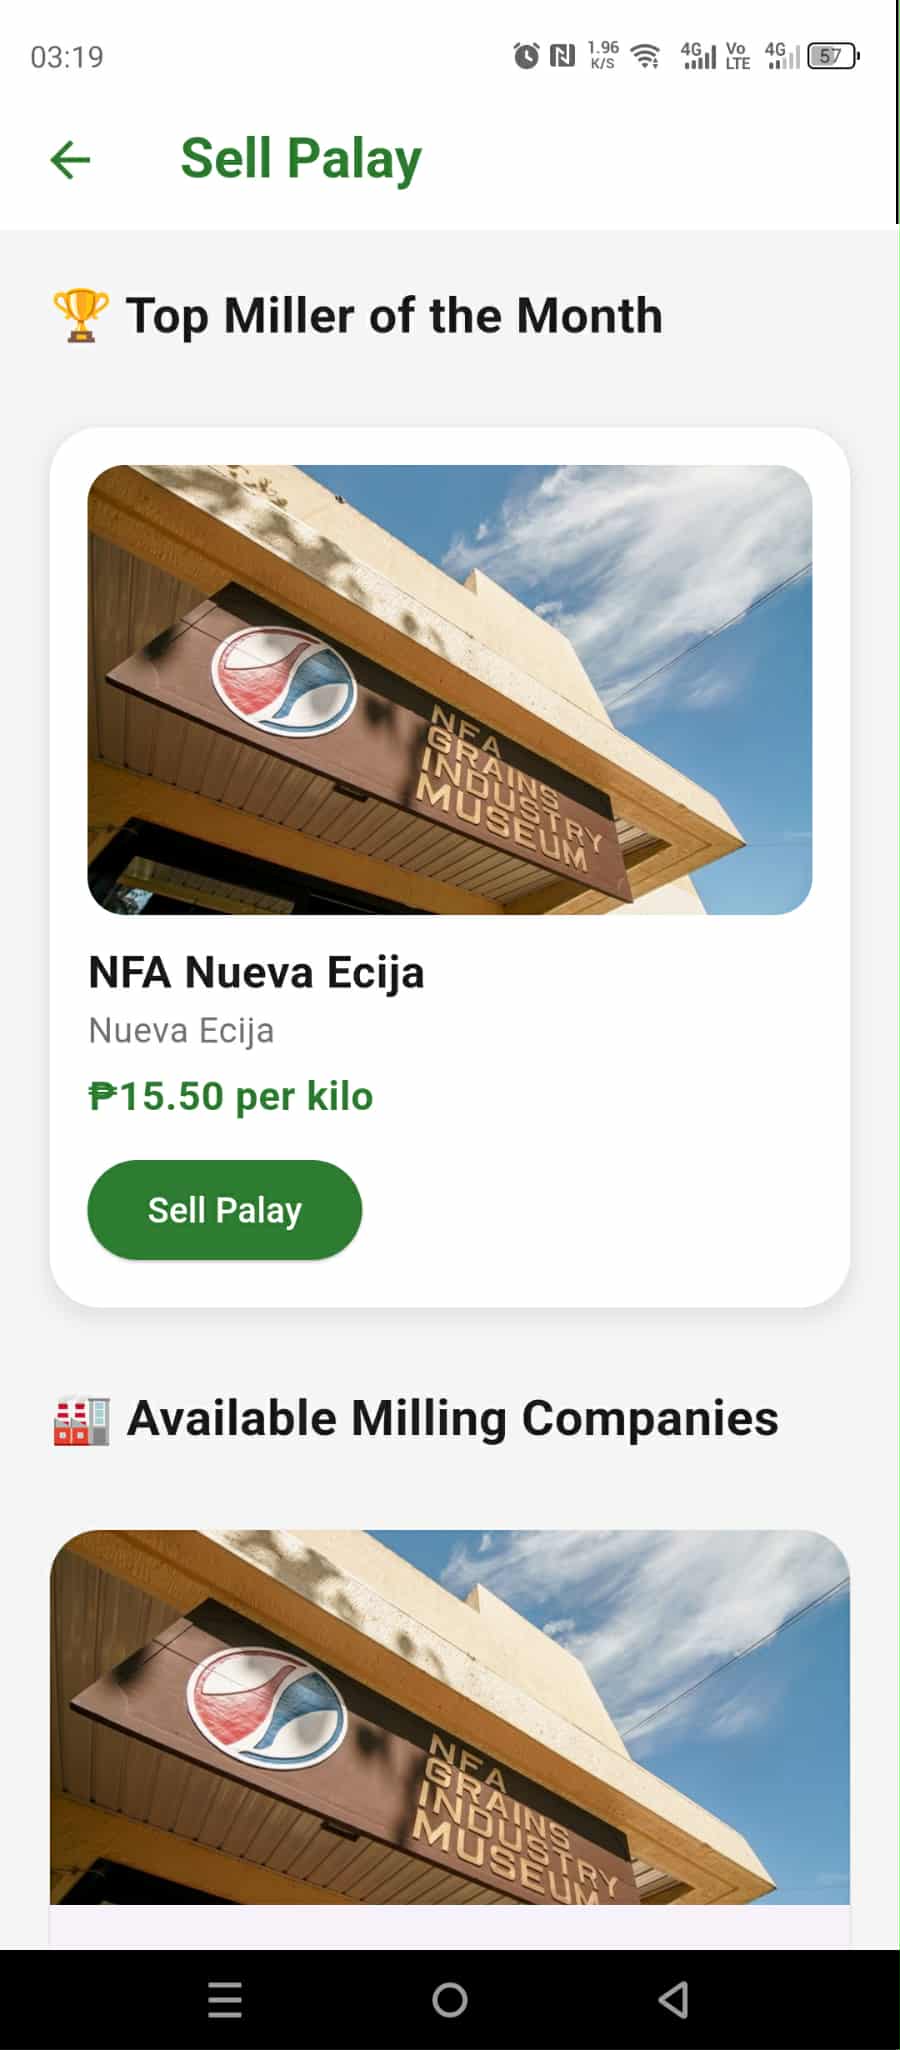 03:19
1.96
K/S
4G
Vo
LTE
4G
57
Sell Palay
🏆 Top Miller of the Month
NFA
GRAINS
INDUSTRY
MUSEUM
NFA Nueva Ecija
Nueva Ecija
₱15.50 per kilo
Sell Palay
🏭 Available Milling Companies
NFA
GRAINS
INDUSTRY
MUSEUM